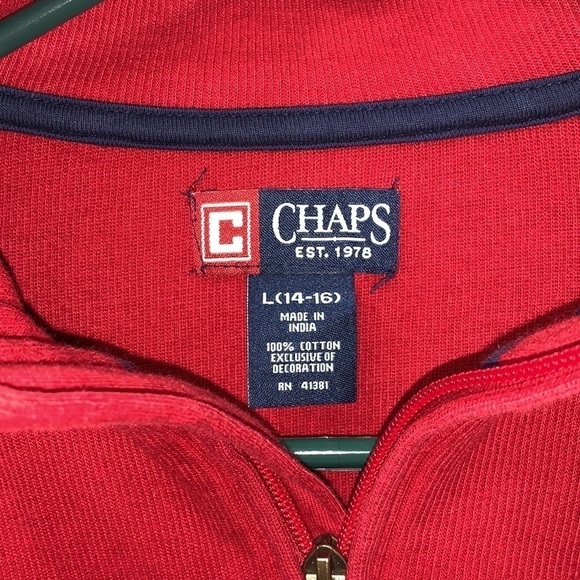 C CHAPS
EST. 1978
L(14-16)
MADE IN
INDIA
100% COTTON
EXCLUSIVE OF
DECORATION
RN 41381